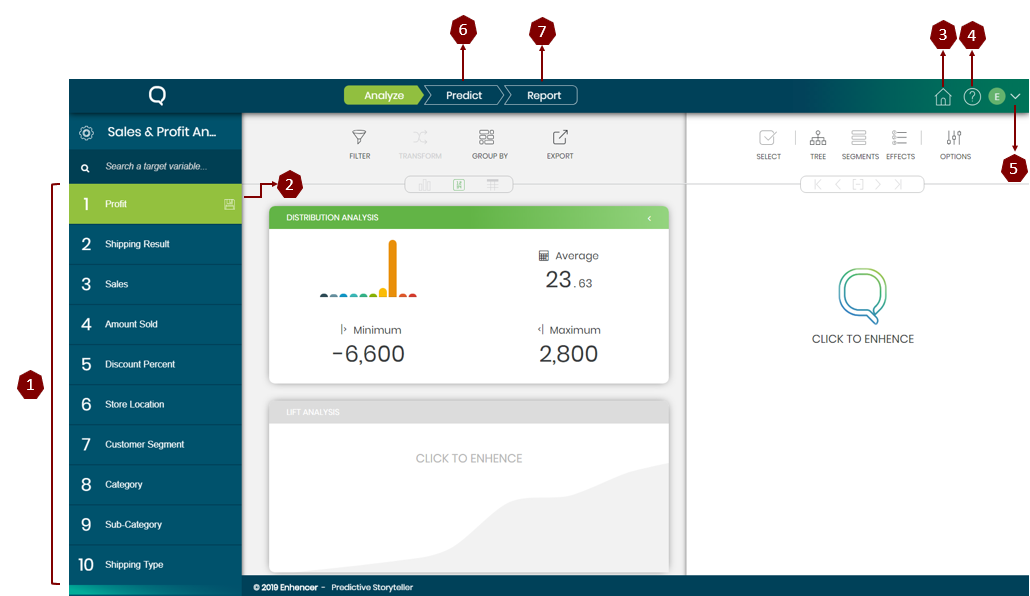 6
7
3
4
Analyze
Predict
Report
E
Sales & Profit An...
Search a target variable...
FILTER
TRANSFORM
GROUP BY
EXPORT
SELECT
TREE
SEGMENTS
EFFECTS
OPTIONS
5
2
1
1 Profit
2 Shipping Result
3 Sales
4 Amount Sold
5 Discount Percent
6 Store Location
7 Customer Segment
8 Category
9 Sub-Category
10 Shipping Type
DISTRIBUTION ANALYSIS
Average
23.63
Minimum
-6,600
Maximum
2,800
LIFT ANALYSIS
CLICK TO ENHENCE
CLICK TO ENHENCE
© 2019 Enhencer - Predictive Storyteller